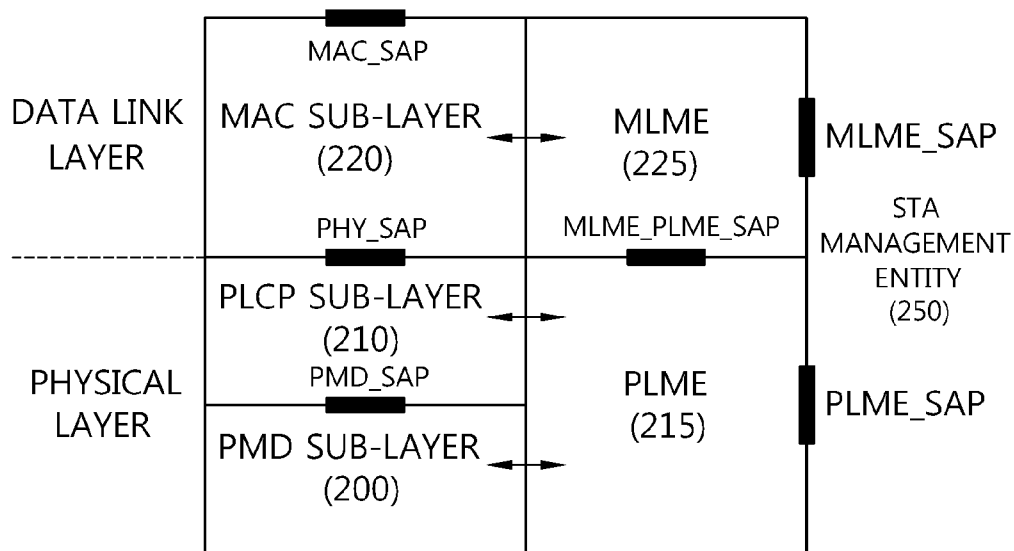 MAC_SAP
DATA LINK
LAYER
MAC SUB-LAYER
(220)
MLME
(225)
MLME_SAP
PHY_SAP
MLME_PLME_SAP
STA
MANAGEMENT
ENTITY
(250)
PLCP SUB-LAYER
(210)
PHYSICAL
LAYER
PMD_SAP
PLME
(215)
PLME_SAP
PMD SUB-LAYER
(200)